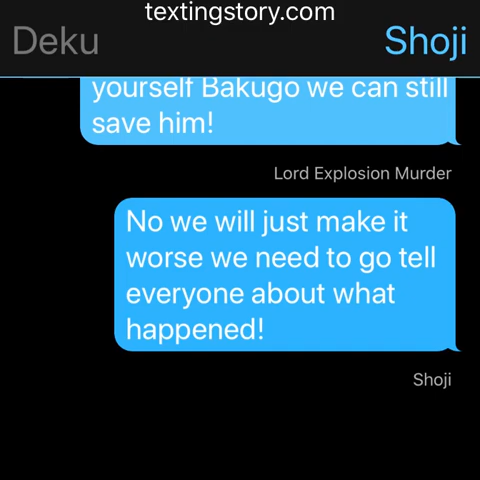 textingstory.com
Deku
Shoji
yourself Bakugo we can still
save him!
Lord Explosion Murder
No we will just make it
worse we need to go tell
everyone about what
happened!
Shoji